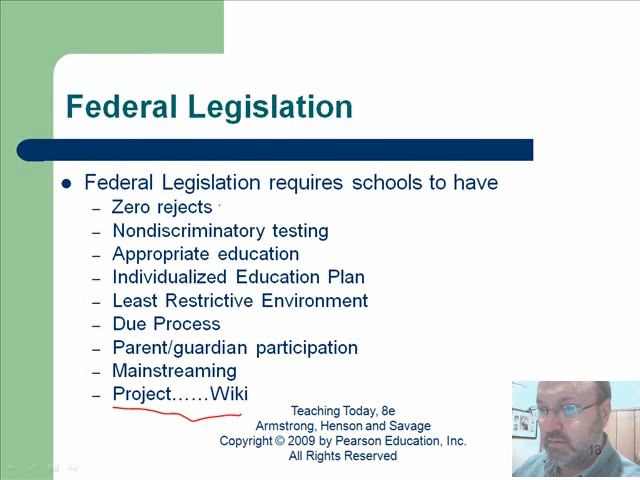 Federal Legislation
Federal Legislation requires schools to have
– Zero rejects
– Nondiscriminatory testing
– Appropriate education
– Individualized Education Plan
– Least Restrictive Environment
– Due Process
– Parent/guardian participation
– Mainstreaming
– Project……Wiki
Teaching Today, 8e
Armstrong, Henson and Savage
Copyright © 2009 by Pearson Education, Inc.
All Rights Reserved
18